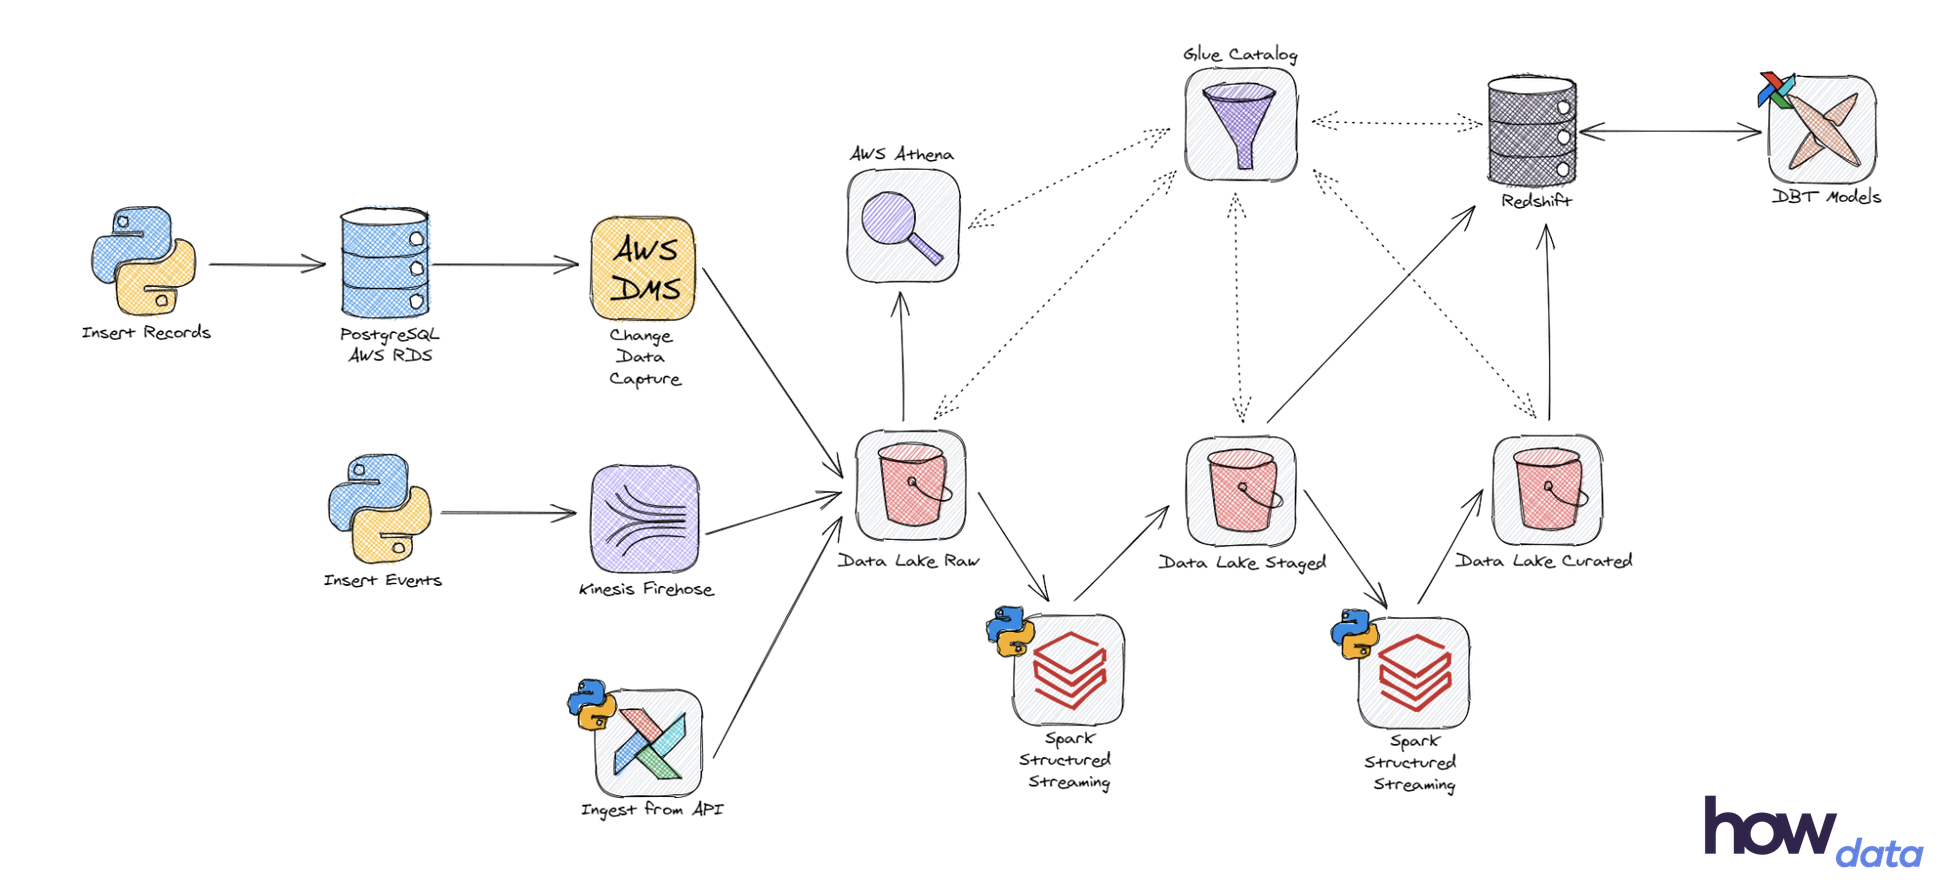 Glue Catalog
AWS Athena
Redshift
DBT Models
AWS
DMS
Insert Records
PostgreSQL
AWS RDS
Change
Data
Capture
Insert Events
Kinesis Firehose
Data Lake Raw
Data Lake Staged
Data Lake Curated
Ingest from API
Spark
Structured
Streaming
Spark
Structured
Streaming
how
data